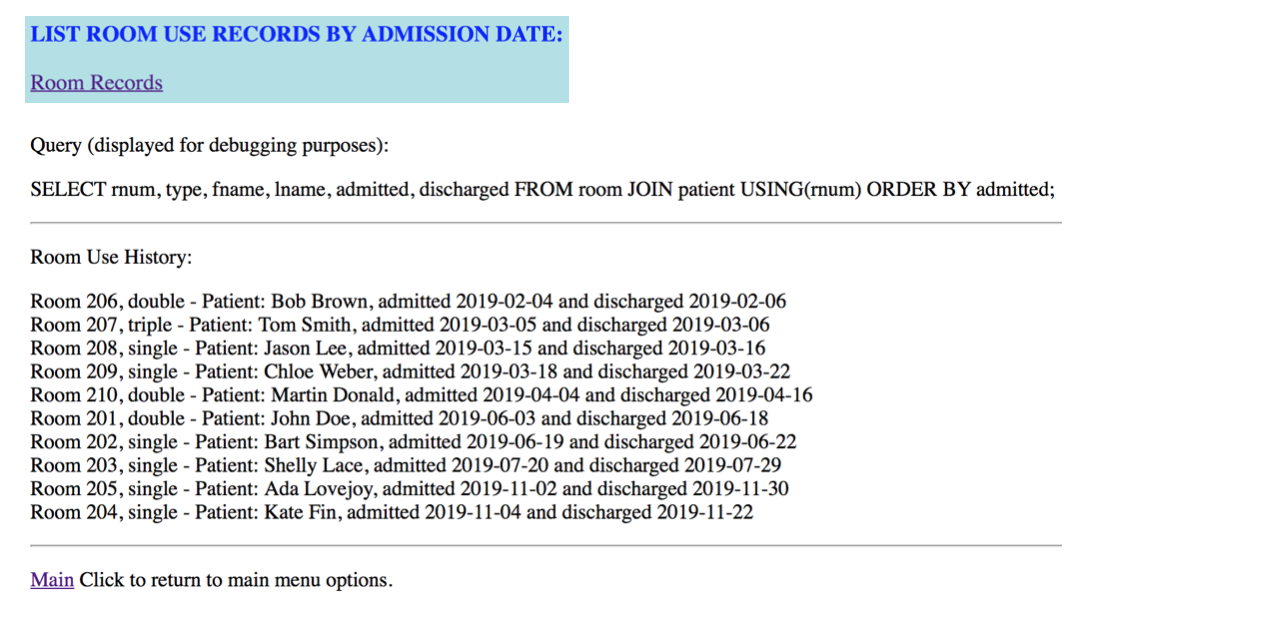 LIST ROOM USE RECORDS BY ADMISSION DATE:
Room Records
Query (displayed for debugging purposes):
SELECT rnum, type, fname, lname, admitted, discharged FROM room JOIN patient USING(rnum) ORDER BY admitted;
Room Use History:
Room 206, double - Patient: Bob Brown, admitted 2019-02-04 and discharged 2019-02-06
Room 207, triple - Patient: Tom Smith, admitted 2019-03-05 and discharged 2019-03-06
Room 208, single - Patient: Jason Lee, admitted 2019-03-15 and discharged 2019-03-16
Room 209, single - Patient: Chloe Weber, admitted 2019-03-18 and discharged 2019-03-22
Room 210, double - Patient: Martin Donald, admitted 2019-04-04 and discharged 2019-04-16
Room 201, double - Patient: John Doe, admitted 2019-06-03 and discharged 2019-06-18
Room 202, single - Patient: Bart Simpson, admitted 2019-06-19 and discharged 2019-06-22
Room 203, single - Patient: Shelly Lace, admitted 2019-07-20 and discharged 2019-07-29
Room 205, single - Patient: Ada Lovejoy, admitted 2019-11-02 and discharged 2019-11-30
Room 204, single - Patient: Kate Fin, admitted 2019-11-04 and discharged 2019-11-22
Main Click to return to main menu options.